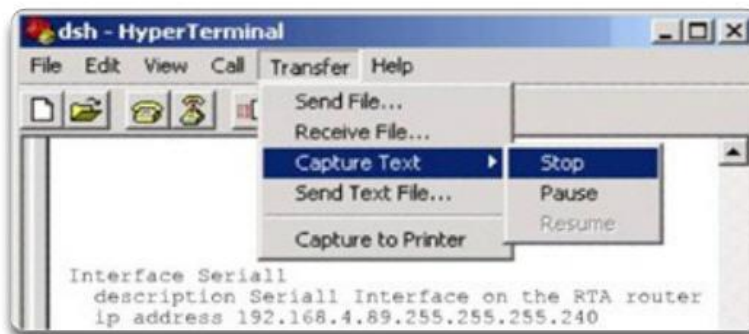 dsh - HyperTerminal
File Edit View Call Transfer Help
Send File...
Receive File...
Capture Text
Send Text File...
Capture to Printer
Stop
Pause
Resume
Interface Serial1
description Serial1 Interface on the RTA router
ip address 192.168.4.89.255.255.255.240